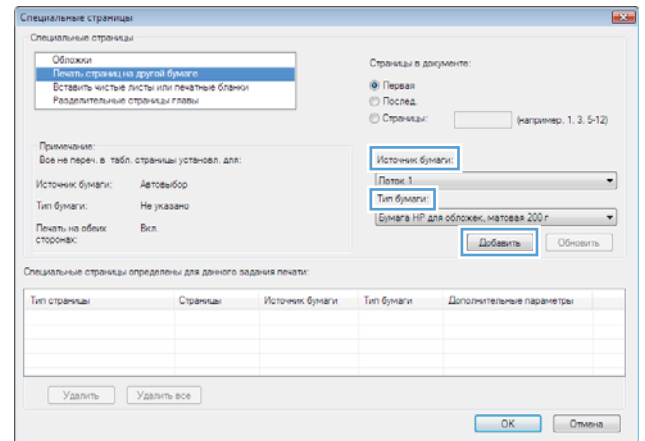 Специальные страницы
Специальные страницы
Обложки
Печать страниц на другой бумаге
Вставить чистые листы или печатные бланки
Разделительные страницы главы
Страницы в документе:
Первая
Послед.
Страницы:
(например, 1, 3, 5-12)
Примечание:
Все не переч. в табл. страницы установл. для:
Источник бумаги: Автовыбор
Тип бумаги: Не указано
Печать на обеих сторонах: Вкл.
Источник бумаги:
Лоток 1
Тип бумаги:
Бумага HP для обложек, матовая 200 г
Добавить Обновить
Специальные страницы определены для данного задания печати:
Тип страницы Страницы Источник бумаги Тип бумаги Дополнительные параметры
Удалить Удалить все
OK Отмена